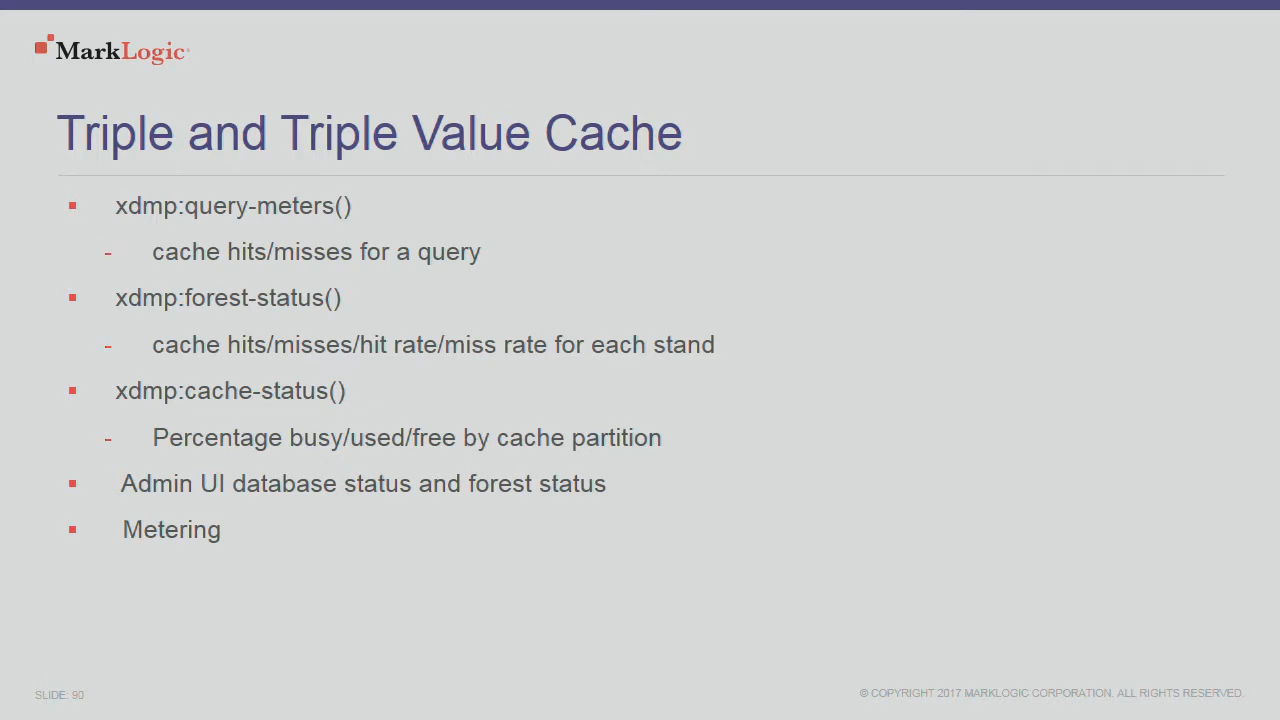 MarkLogic
Triple and Triple Value Cache
xdmp:query-meters()
- cache hits/misses for a query
xdmp:forest-status()
- cache hits/misses/hit rate/miss rate for each stand
xdmp:cache-status()
- Percentage busy/used/free by cache partition
Admin UI database status and forest status
Metering
SLIDE: 90
© COPYRIGHT 2017 MARKLOGIC CORPORATION. ALL RIGHTS RESERVED.